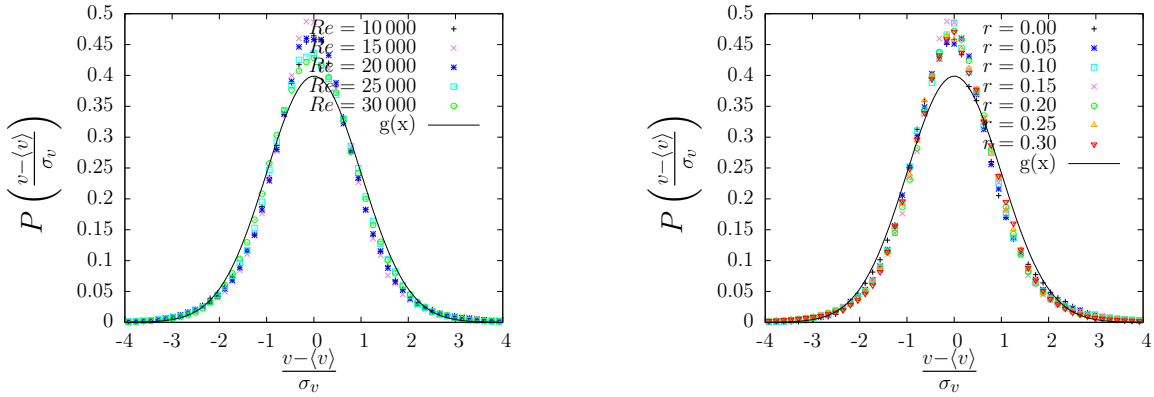 0.5
0.45
0.4
0.35
0.3
0.25
0.2
0.15
0.1
0.05
0
P ( v−⟨v⟩ / σv )
-4 -3 -2 -1 0 1 2 3 4
v−⟨v⟩
σv
Re = 10 000
Re = 15 000
Re = 20 000
Re = 25 000
Re = 30 000
g(x)
0.5
0.45
0.4
0.35
0.3
0.25
0.2
0.15
0.1
0.05
0
P ( v−⟨v⟩ / σv )
-4 -3 -2 -1 0 1 2 3 4
v−⟨v⟩
σv
r = 0.00
r = 0.05
r = 0.10
r = 0.15
r = 0.20
r = 0.25
r = 0.30
g(x)